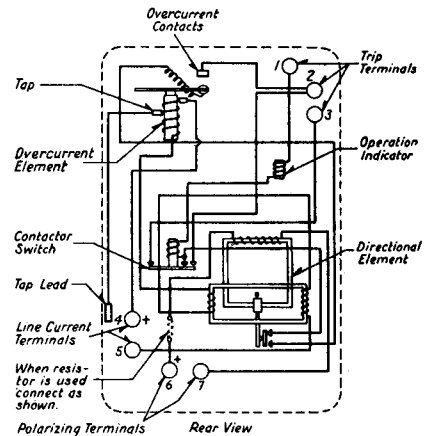 Overcurrent
Contacts
1
Trip
Terminals
2
Tap
3
Overcurrent
Element
Operation
Indicator
Contactor
Switch
Directional
Element
Tap Lead
4 +
Line Current
Terminals
5
When resis-
tor is used
connect as
shown.
+
6
7
Polarizing Terminals
Rear View